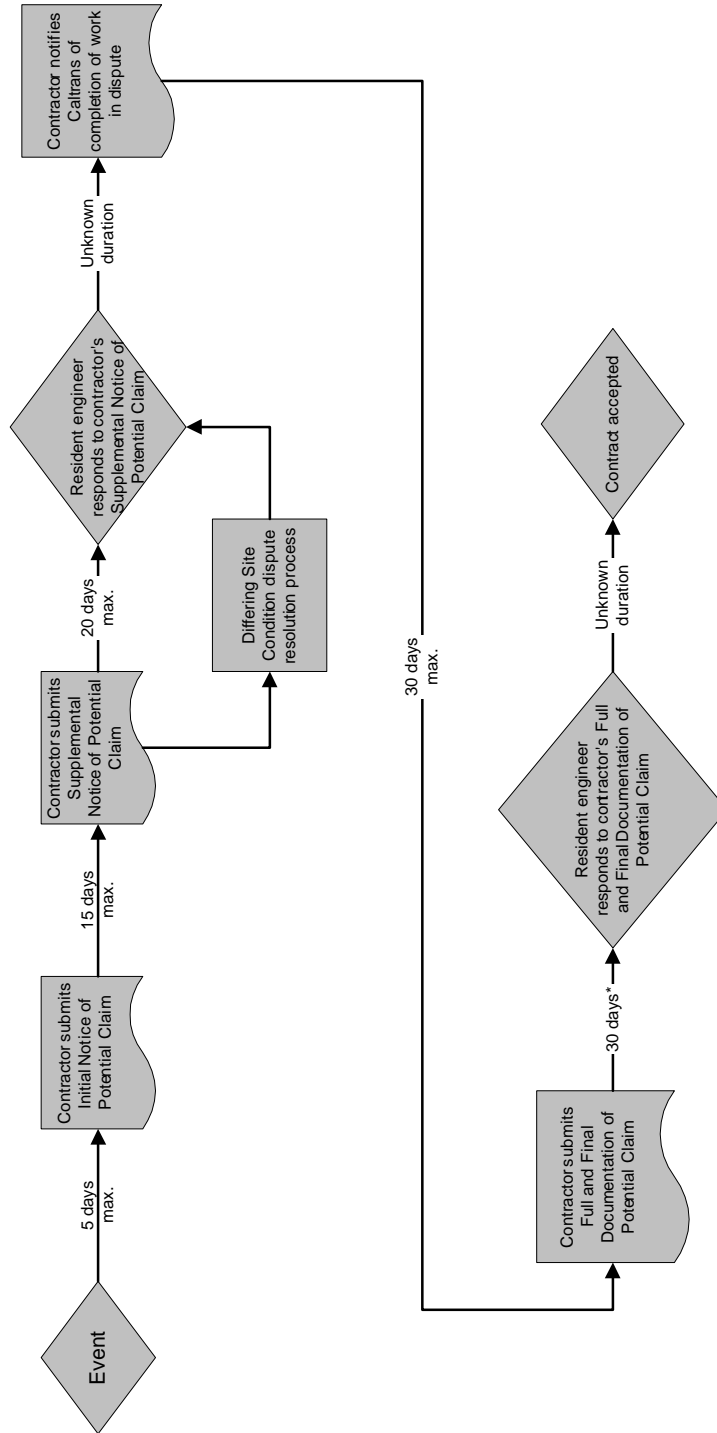 Event
5 days
max.
Contractor submits
Initial Notice of
Potential Claim
15 days
max.
Contractor submits
Supplemental
Notice of Potential
Claim
20 days
max.
Differing Site
Condition dispute
resolution process
Resident engineer
responds to contractor's
Supplemental Notice of
Potential Claim
Unknown
duration
Contractor notifies
Caltrans of
completion of work
in dispute
30 days
max.
Contractor submits
Full and Final
Documentation of
Potential Claim
30 days*
Resident engineer
responds to contractor's Full
and Final Documentation of
Potential Claim
Unknown
duration
Contract accepted